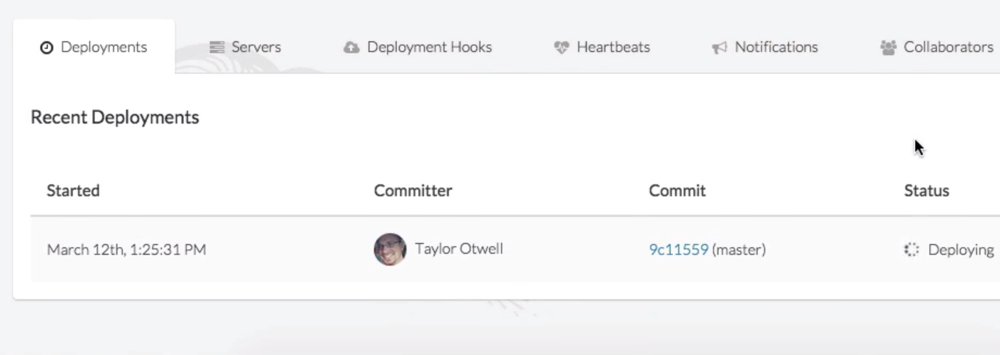 Deployments Servers Deployment Hooks Heartbeats Notifications Collaborators
Recent Deployments
Started Committer Commit Status
March 12th, 1:25:31 PM Taylor Otwell 9c11559 (master) Deploying